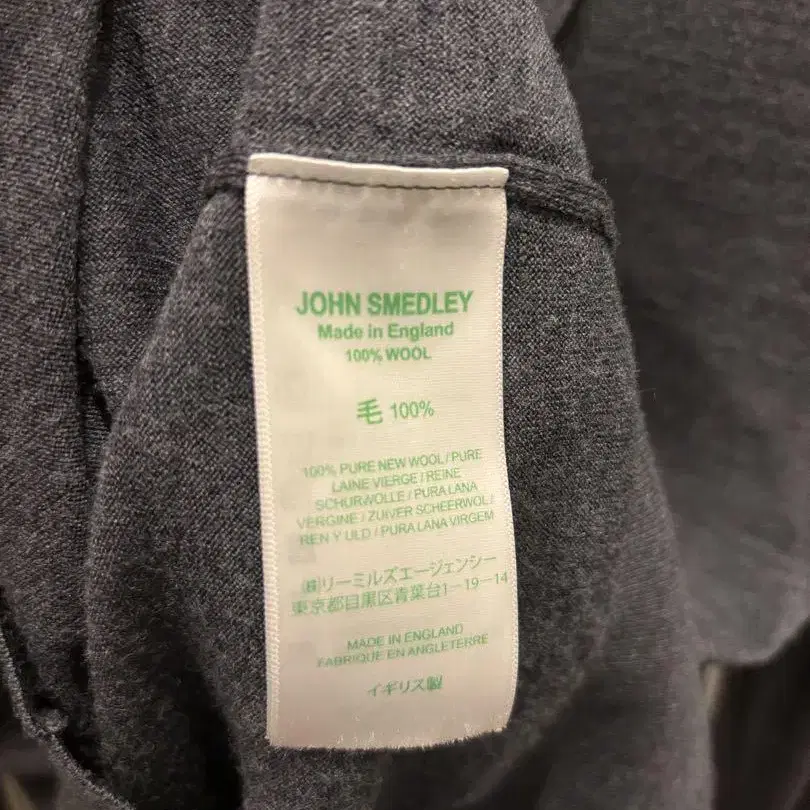 JOHN SMEDLEY
Made in England
100% WOOL
毛 100%
100% PURE NEW WOOL / PURE
LAINE VIERGE / REINE
SCHURWOLLE / PURA LANA
VERGINE / ZUIVER SCHEERWOL /
REN Y ULD / PURA LANA VIRGEM
㈱リーミルズエージェンシー
東京都目黒区青葉台1-19-14
MADE IN ENGLAND
FABRIQUE EN ANGLETERRE
イギリス製